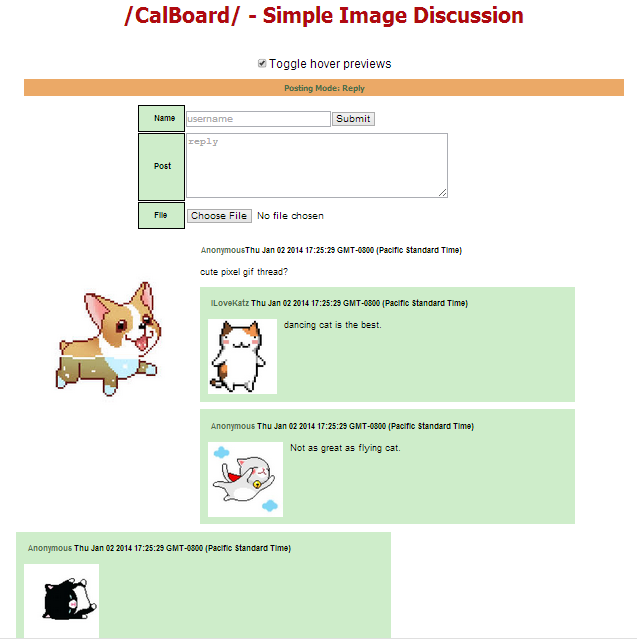 /CalBoard/ - Simple Image Discussion
Toggle hover previews
Posting Mode: Reply
Name username Submit
Post reply
File Choose File No file chosen
AnonymousThu Jan 02 2014 17:25:29 GMT-0800 (Pacific Standard Time)
cute pixel gif thread?
ILoveKatz Thu Jan 02 2014 17:25:29 GMT-0800 (Pacific Standard Time)
dancing cat is the best.
Anonymous Thu Jan 02 2014 17:25:29 GMT-0800 (Pacific Standard Time)
Not as great as flying cat.
Anonymous Thu Jan 02 2014 17:25:29 GMT-0800 (Pacific Standard Time)